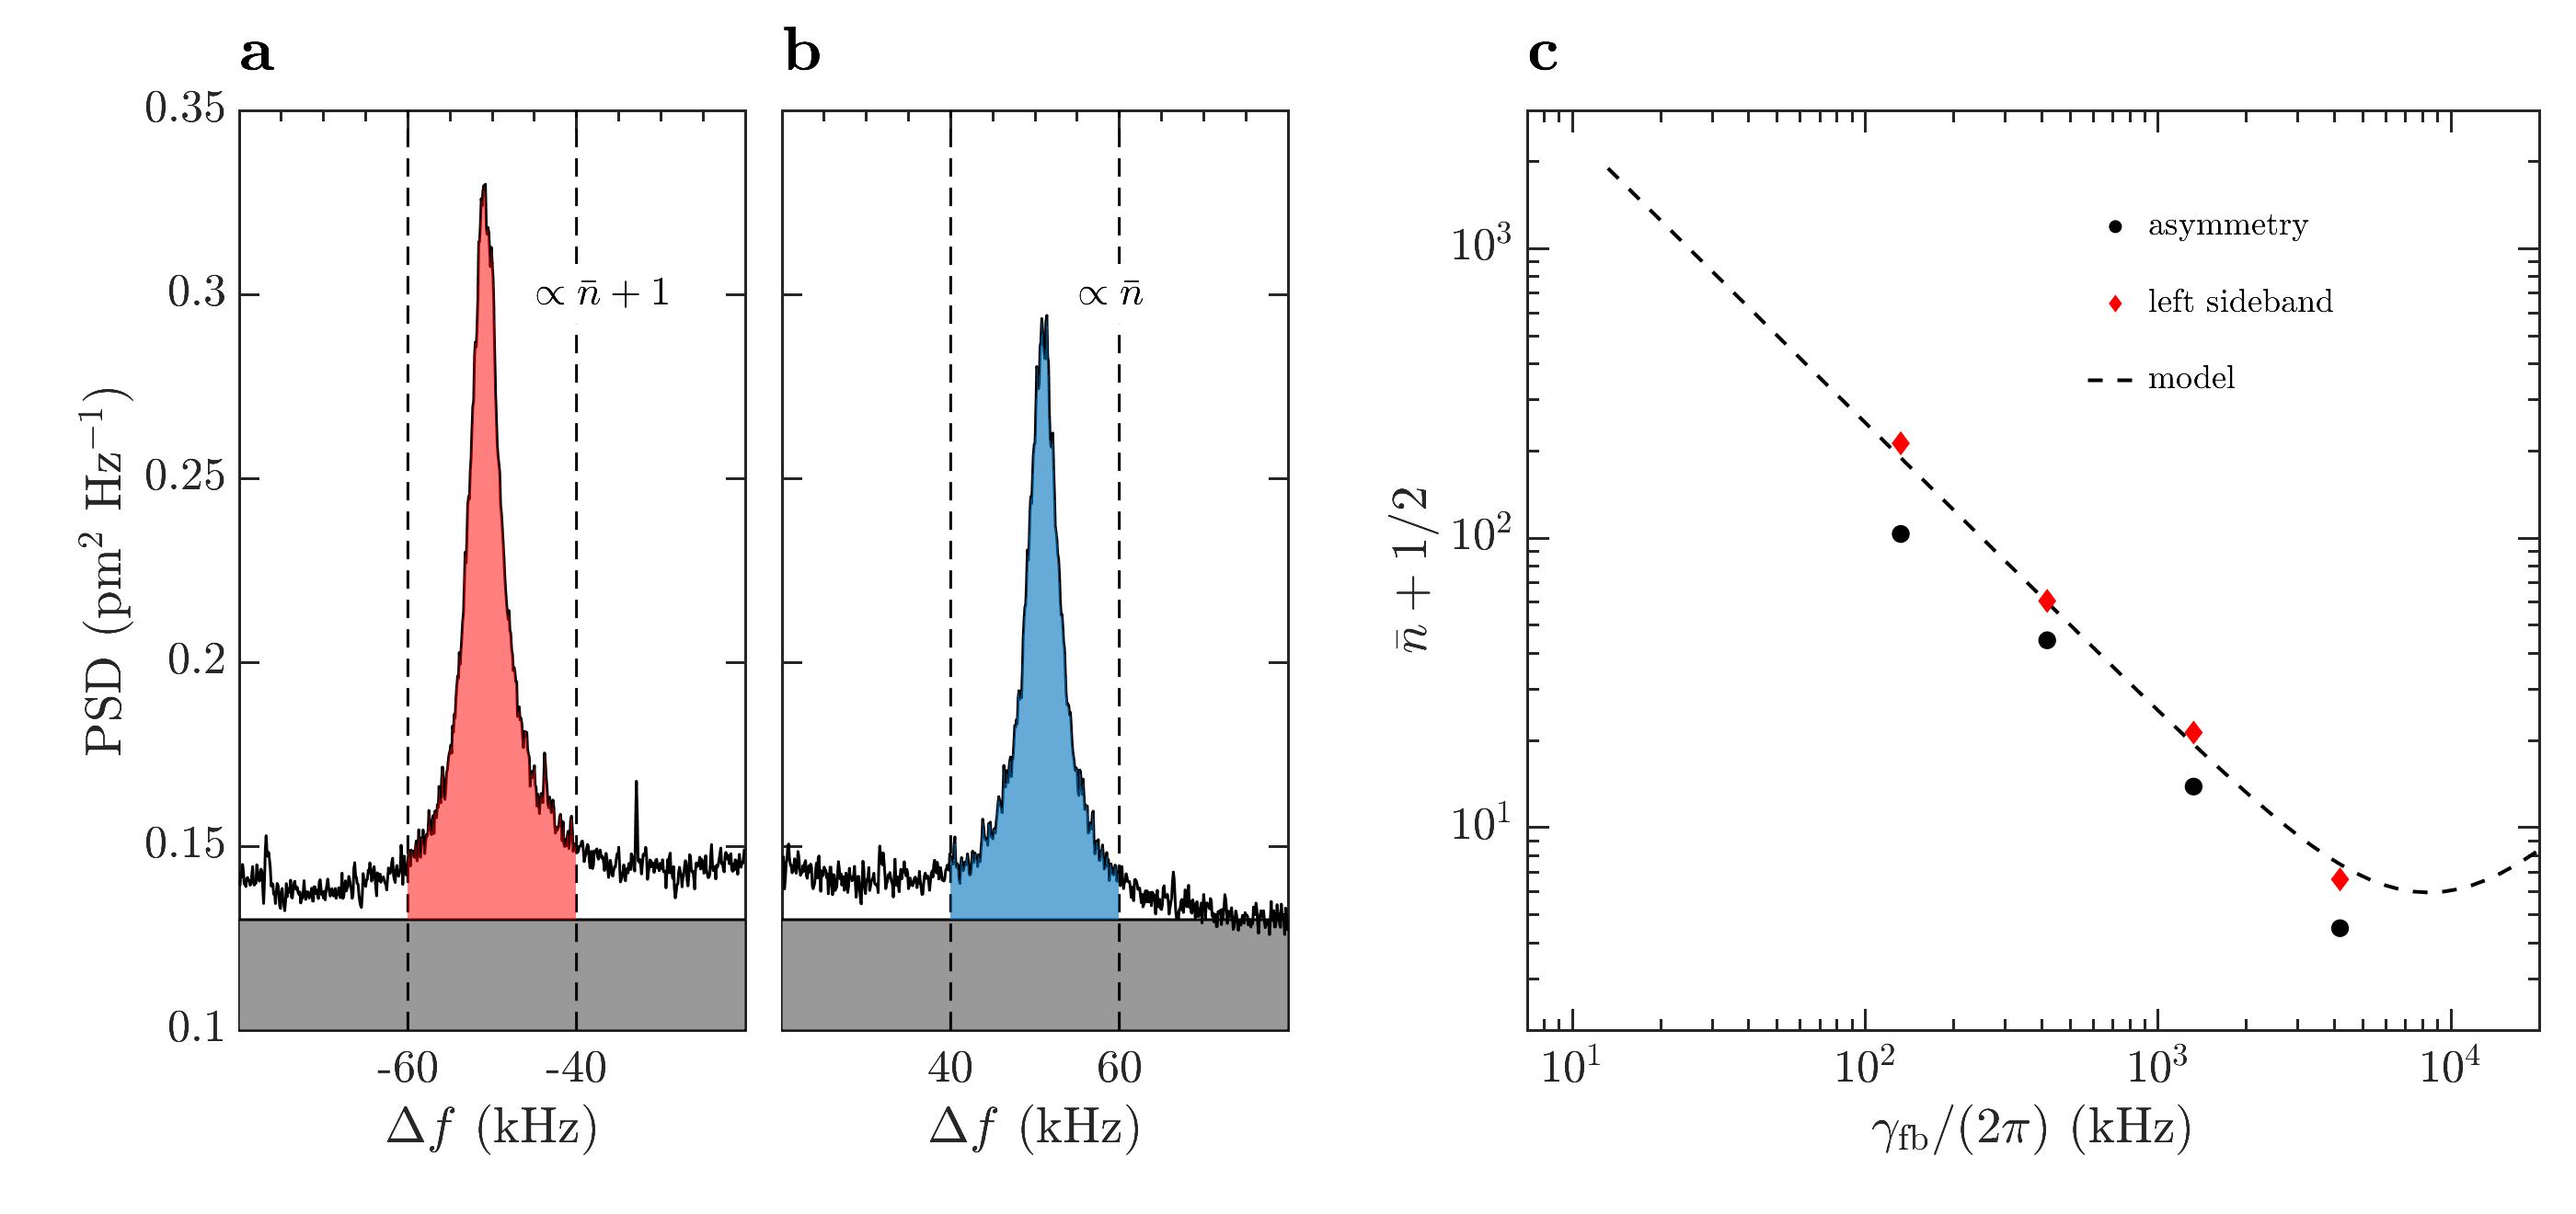 a
b
c
0.35
0.3
0.25
0.2
0.15
0.1
PSD (pm² Hz⁻¹)
∝ n̄ + 1
-60
-40
Δf (kHz)
∝ n̄
40
60
Δf (kHz)
n̄ + 1/2
10³
10²
10¹
asymmetry
left sideband
model
10¹
10²
10³
10⁴
γ_fb/(2π) (kHz)